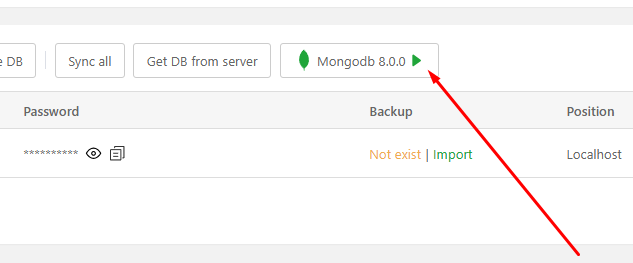 DB Sync all Get DB from server Mongodb 8.0.0
Password Backup Position
********** Not exist | Import Localhost